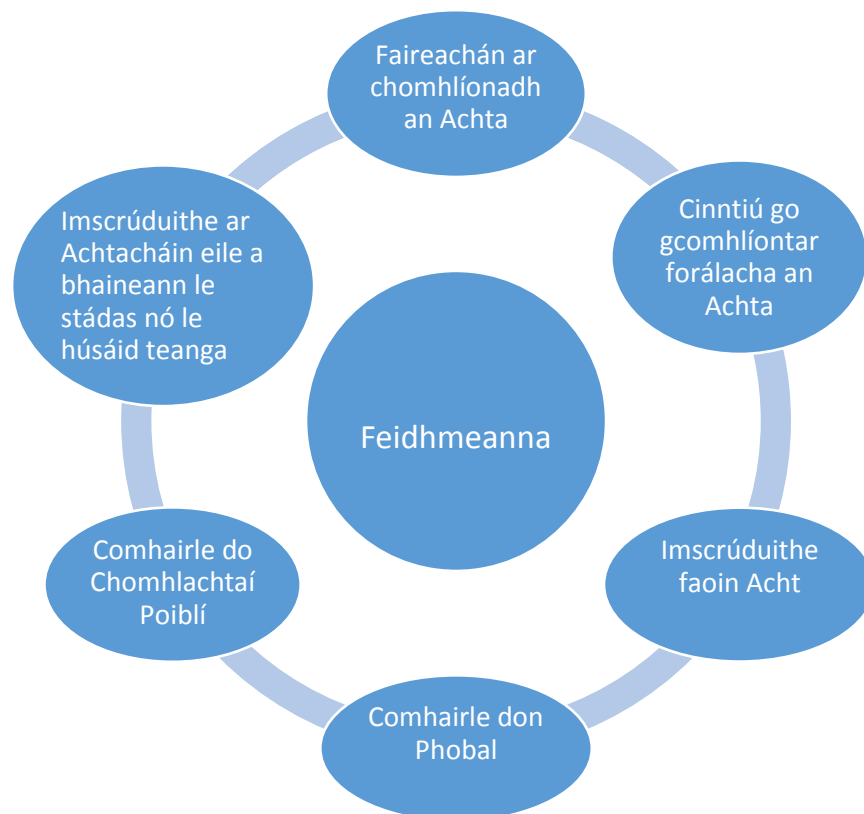 Faireachán ar
chomhlíonadh
an Achta
Cinntiú go
gcomhlíontar
forálacha an
Achta
Imscrúduithe
faoin Acht
Comhairle don
Phobal
Comhairle do
Chomhlachtaí
Poiblí
Imscrúduithe ar
Achtacháin eile a
bhaineann le
stádas nó le
húsáid teanga
Feidhmeanna